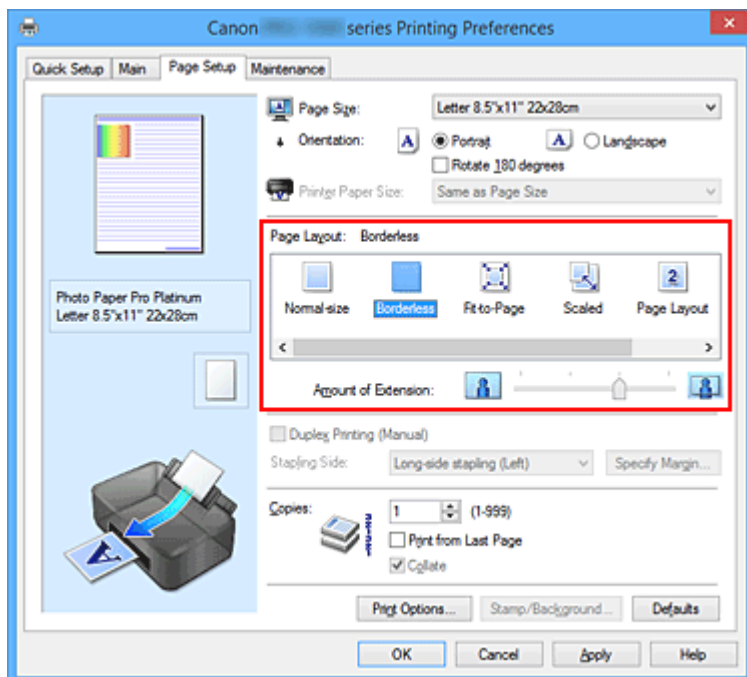 Canon series Printing Preferences
Quick Setup Main Page Setup Maintenance
Page Size: Letter 8.5"x11" 22x28cm
Orientation: A Portrait A Landscape
Rotate 180 degrees
Printer Paper Size: Same as Page Size
Page Layout: Borderless
2
Normal-size Borderless Fit-to-Page Scaled Page Layout
Photo Paper Pro Platinum
Letter 8.5"x11" 22x28cm
Amount of Extension:
Duplex Printing (Manual)
Stapling Side: Long-side stapling (Left) Specify Margin...
Copies: 1 (1-999)
Print from Last Page
Collate
A
Print Options... Stamp/Background... Defaults
OK Cancel Apply Help